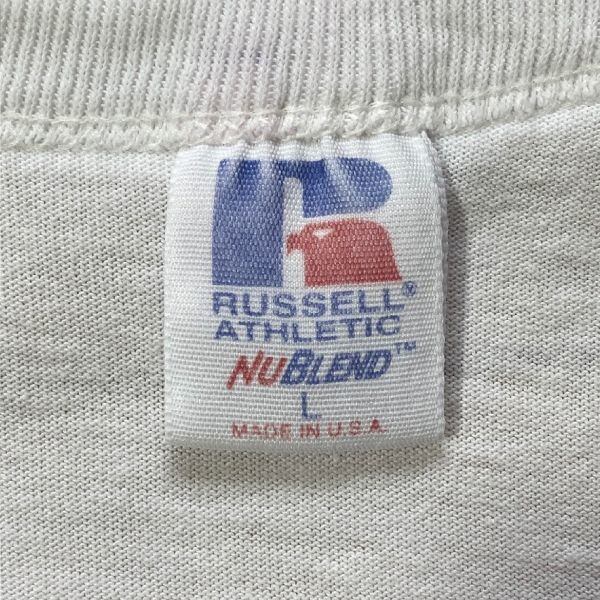 RUSSELL®
ATHLETIC
NUBLEND™
L
MADE IN U.S.A.